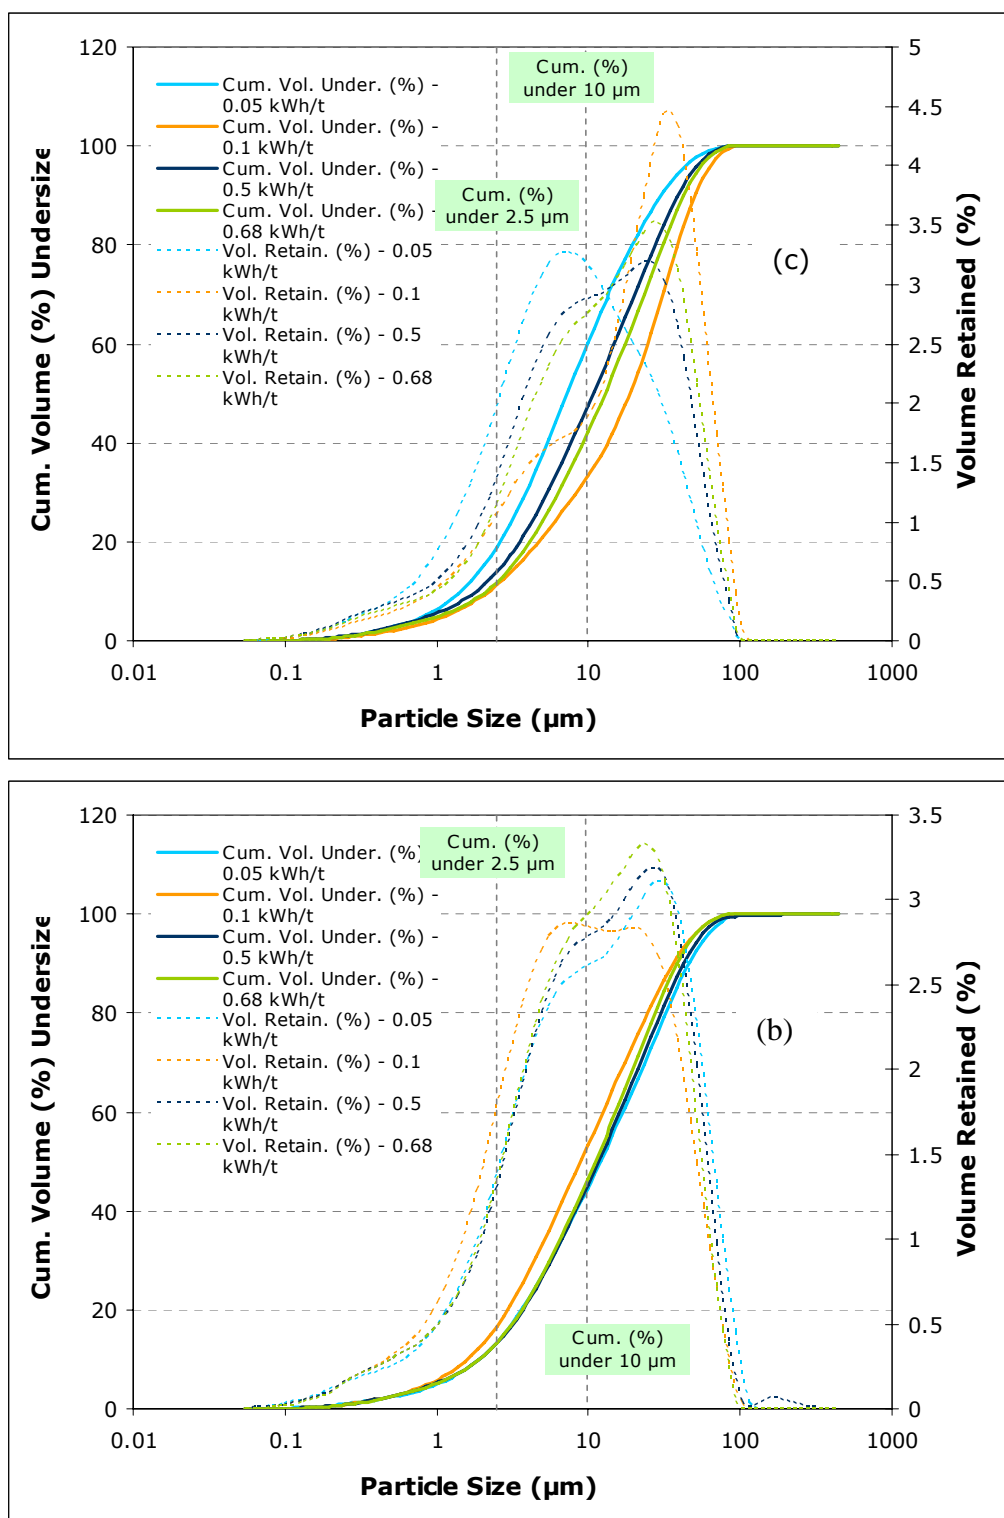 120
100
80
60
40
20
0
Cum. Volume (%) Undersize
Cum. Vol. Under. (%) -
0.05 kWh/t
Cum. Vol. Under. (%) -
0.1 kWh/t
Cum. Vol. Under. (%) -
0.5 kWh/t
Cum. Vol. Under. (%) -
0.68 kWh/t
Vol. Retain. (%) - 0.05
kWh/t
Vol. Retain. (%) - 0.1
kWh/t
Vol. Retain. (%) - 0.5
kWh/t
Vol. Retain. (%) - 0.68
kWh/t
Cum. (%)
under 10 µm
Cum. (%)
under 2.5 µm
(c)
5
4.5
4
3.5
3
2.5
2
1.5
1
0.5
0
Volume Retained (%)
0.01 0.1 1 10 100 1000
Particle Size (µm)
120
100
80
60
40
20
0
Cum. Volume (%) Undersize
Cum. Vol. Under. (%) -
0.05 kWh/t
Cum. Vol. Under. (%) -
0.1 kWh/t
Cum. Vol. Under. (%) -
0.5 kWh/t
Cum. Vol. Under. (%) -
0.68 kWh/t
Vol. Retain. (%) - 0.05
kWh/t
Vol. Retain. (%) - 0.1
kWh/t
Vol. Retain. (%) - 0.5
kWh/t
Vol. Retain. (%) - 0.68
kWh/t
Cum. (%)
under 2.5 µm
(b)
Cum. (%)
under 10 µm
3.5
3
2.5
2
1.5
1
0.5
0
Volume Retained (%)
0.01 0.1 1 10 100 1000
Particle Size (µm)